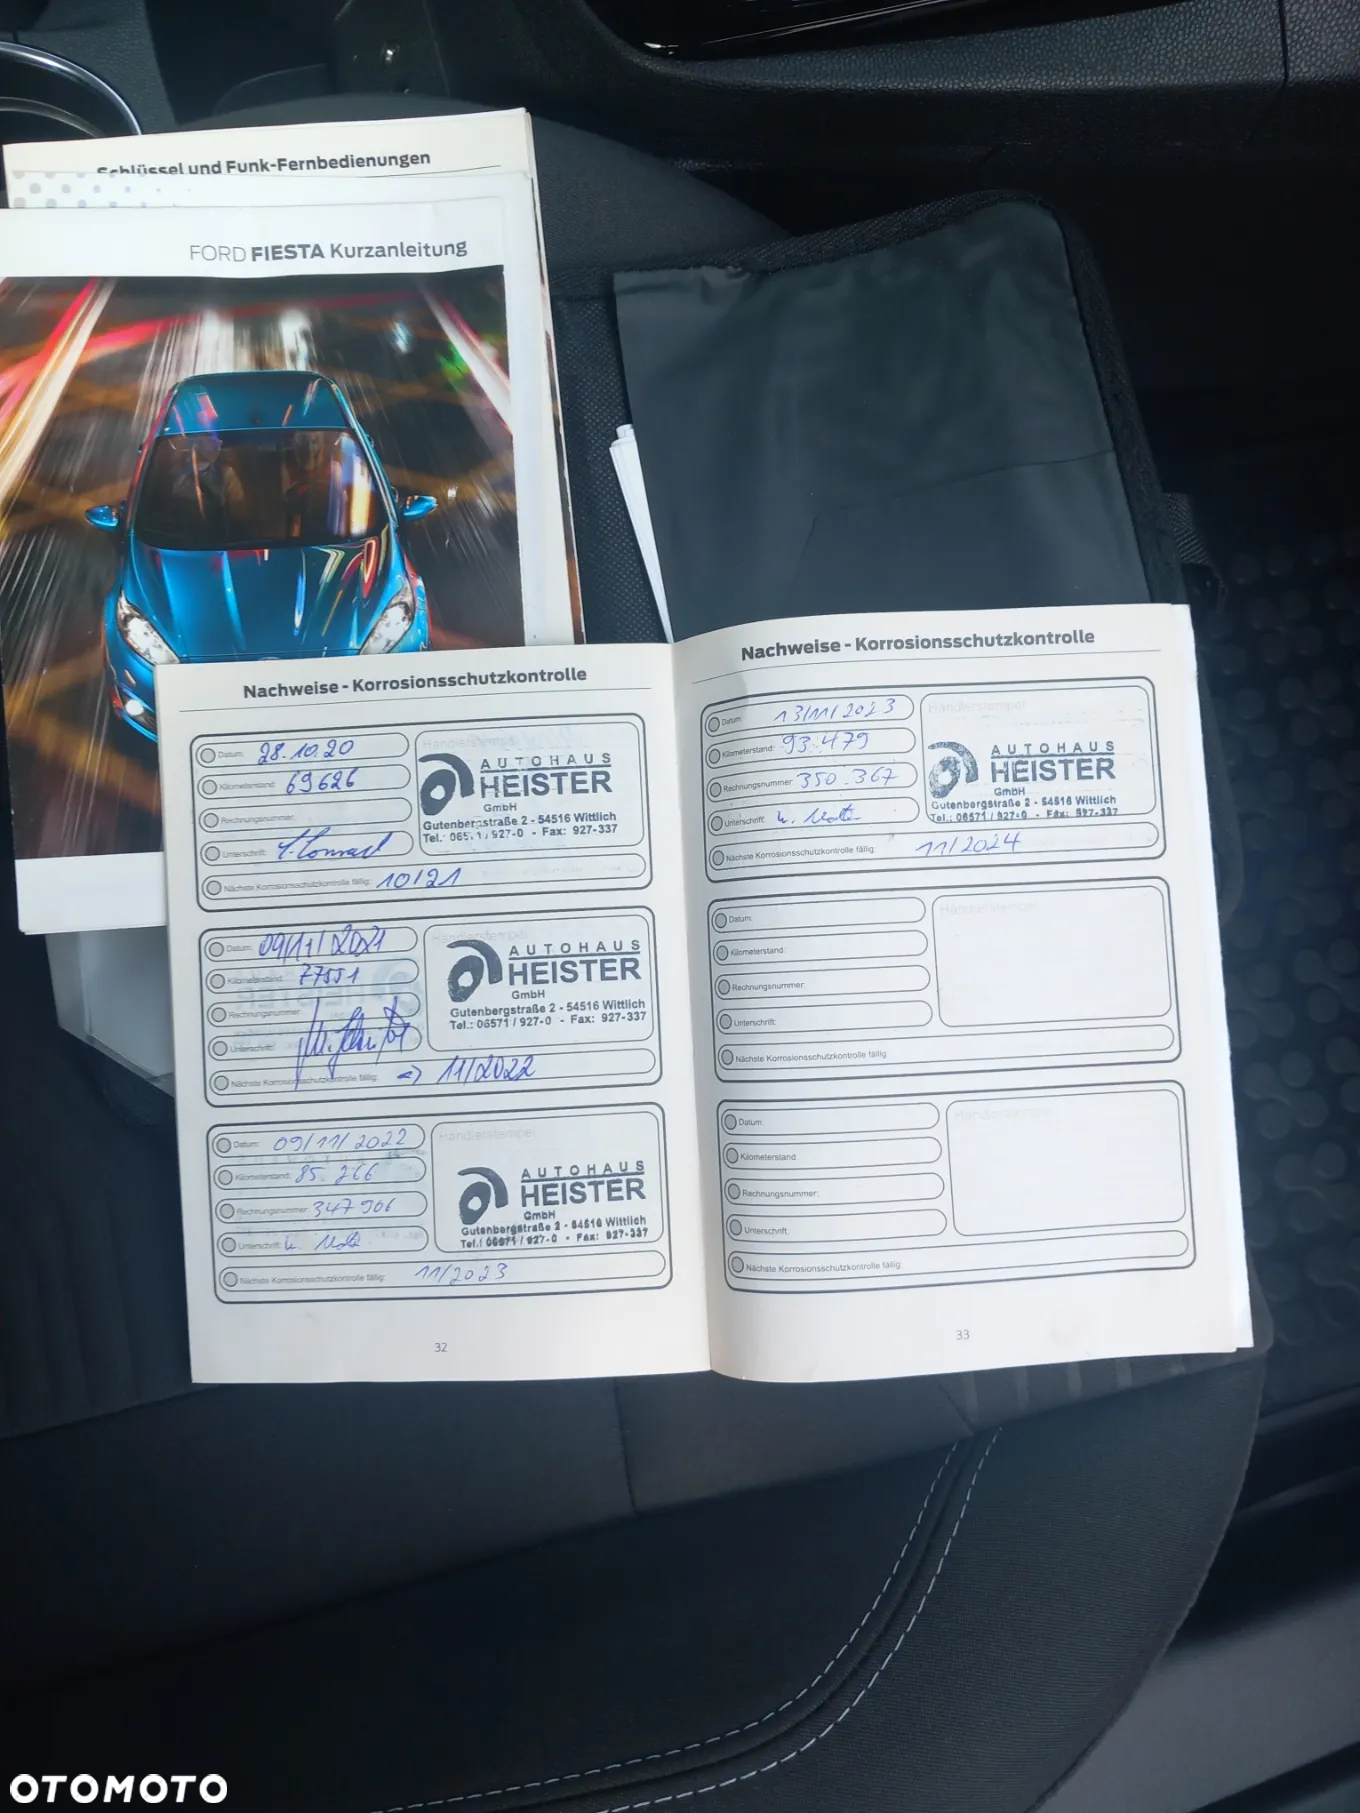 Schlüssel und Funk-Fernbedienungen
FORD FIESTA Kurzanleitung
Nachweise - Korrosionsschutzkontrolle
Datum: 28.10.20
Kilometerstand: 69626
Rechnungsnummer:
Unterschrift:
Nächste Korrosionsschutzkontrolle fällig: 10/21
Händlerstempel
AUTOHAUS
HEISTER
GmbH
Gutenbergstraße 2 - 54516 Wittlich
Tel.: 06571/927-0 - Fax: 927-337
Datum: 09/11/2021
Kilometerstand: 77551
Rechnungsnummer:
Unterschrift:
Nächste Korrosionsschutzkontrolle fällig: => 11/2022
Händlerstempel
AUTOHAUS
HEISTER
GmbH
Gutenbergstraße 2 - 54516 Wittlich
Tel.: 06571 / 927-0 - Fax: 927-337
Datum: 09/11/2022
Kilometerstand: 85.266
Rechnungsnummer: 347906
Unterschrift:
Nächste Korrosionsschutzkontrolle fällig: 11/2023
Händlerstempel
AUTOHAUS
HEISTER
GmbH
Gutenbergstraße 2 - 54516 Wittlich
Tel.: 06571 / 927-0 - Fax: 927-337
32
Nachweise - Korrosionsschutzkontrolle
Datum: 13/11/2023
Kilometerstand: 93.479
Rechnungsnummer: 350.367
Unterschrift:
Nächste Korrosionsschutzkontrolle fällig: 11/2024
Händlerstempel
AUTOHAUS
HEISTER
GmbH
Gutenbergstraße 2 - 54516 Wittlich
Tel.: 06571 / 927-0 - Fax: 927-337
Datum:
Kilometerstand:
Rechnungsnummer:
Unterschrift:
Nächste Korrosionsschutzkontrolle fällig:
Händlerstempel
Datum:
Kilometerstand:
Rechnungsnummer:
Unterschrift:
Nächste Korrosionsschutzkontrolle fällig:
Händlerstempel
33
OTOMOTO